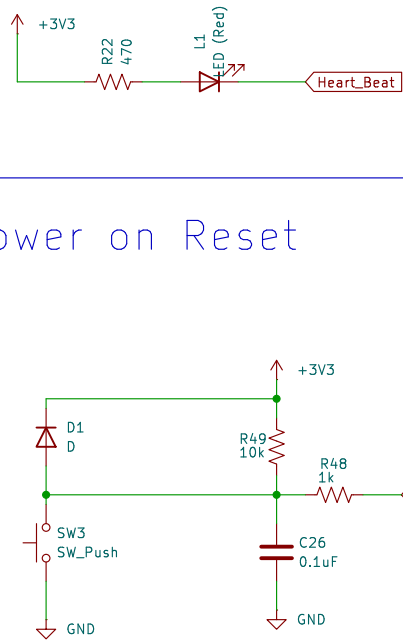 +3V3
R22
470
L1
LED (Red)
Heart_Beat
ower on Reset
+3V3
D1
D
R49
10k
R48
1k
SW3
SW_Push
C26
0.1uF
GND
GND